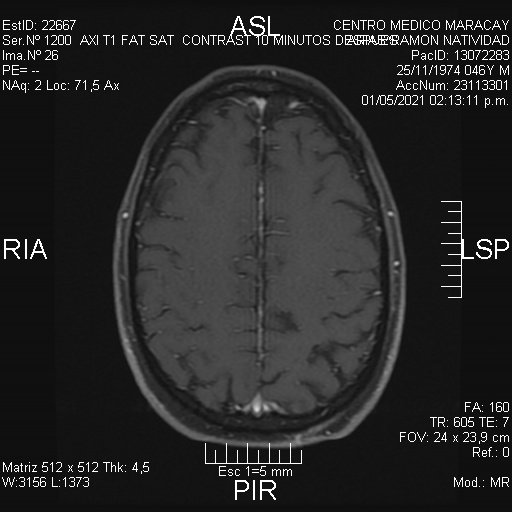 EstID: 22667
ASL
CENTRO MEDICO MARACAY
Ser.Nº 1200 AXI T1 FAT SAT CONTRAST 10 MINUTOS DESPUES
RAMON NATIVIDAD
Ima.Nº 26
PacID: 13072283
PE= --
25/11/1974 046Y M
NAq: 2 Loc: 71,5 Ax
AccNum: 23113301
01/05/2021 02:13:11 p.m.
RIA
LSP
FA: 160
TR: 605 TE: 7
FOV: 24 x 23,9 cm
Ref.: 0
Matriz 512 x 512 Thk: 4,5
Esc 1=5 mm
W:3156 L:1373
PIR
Mod.: MR